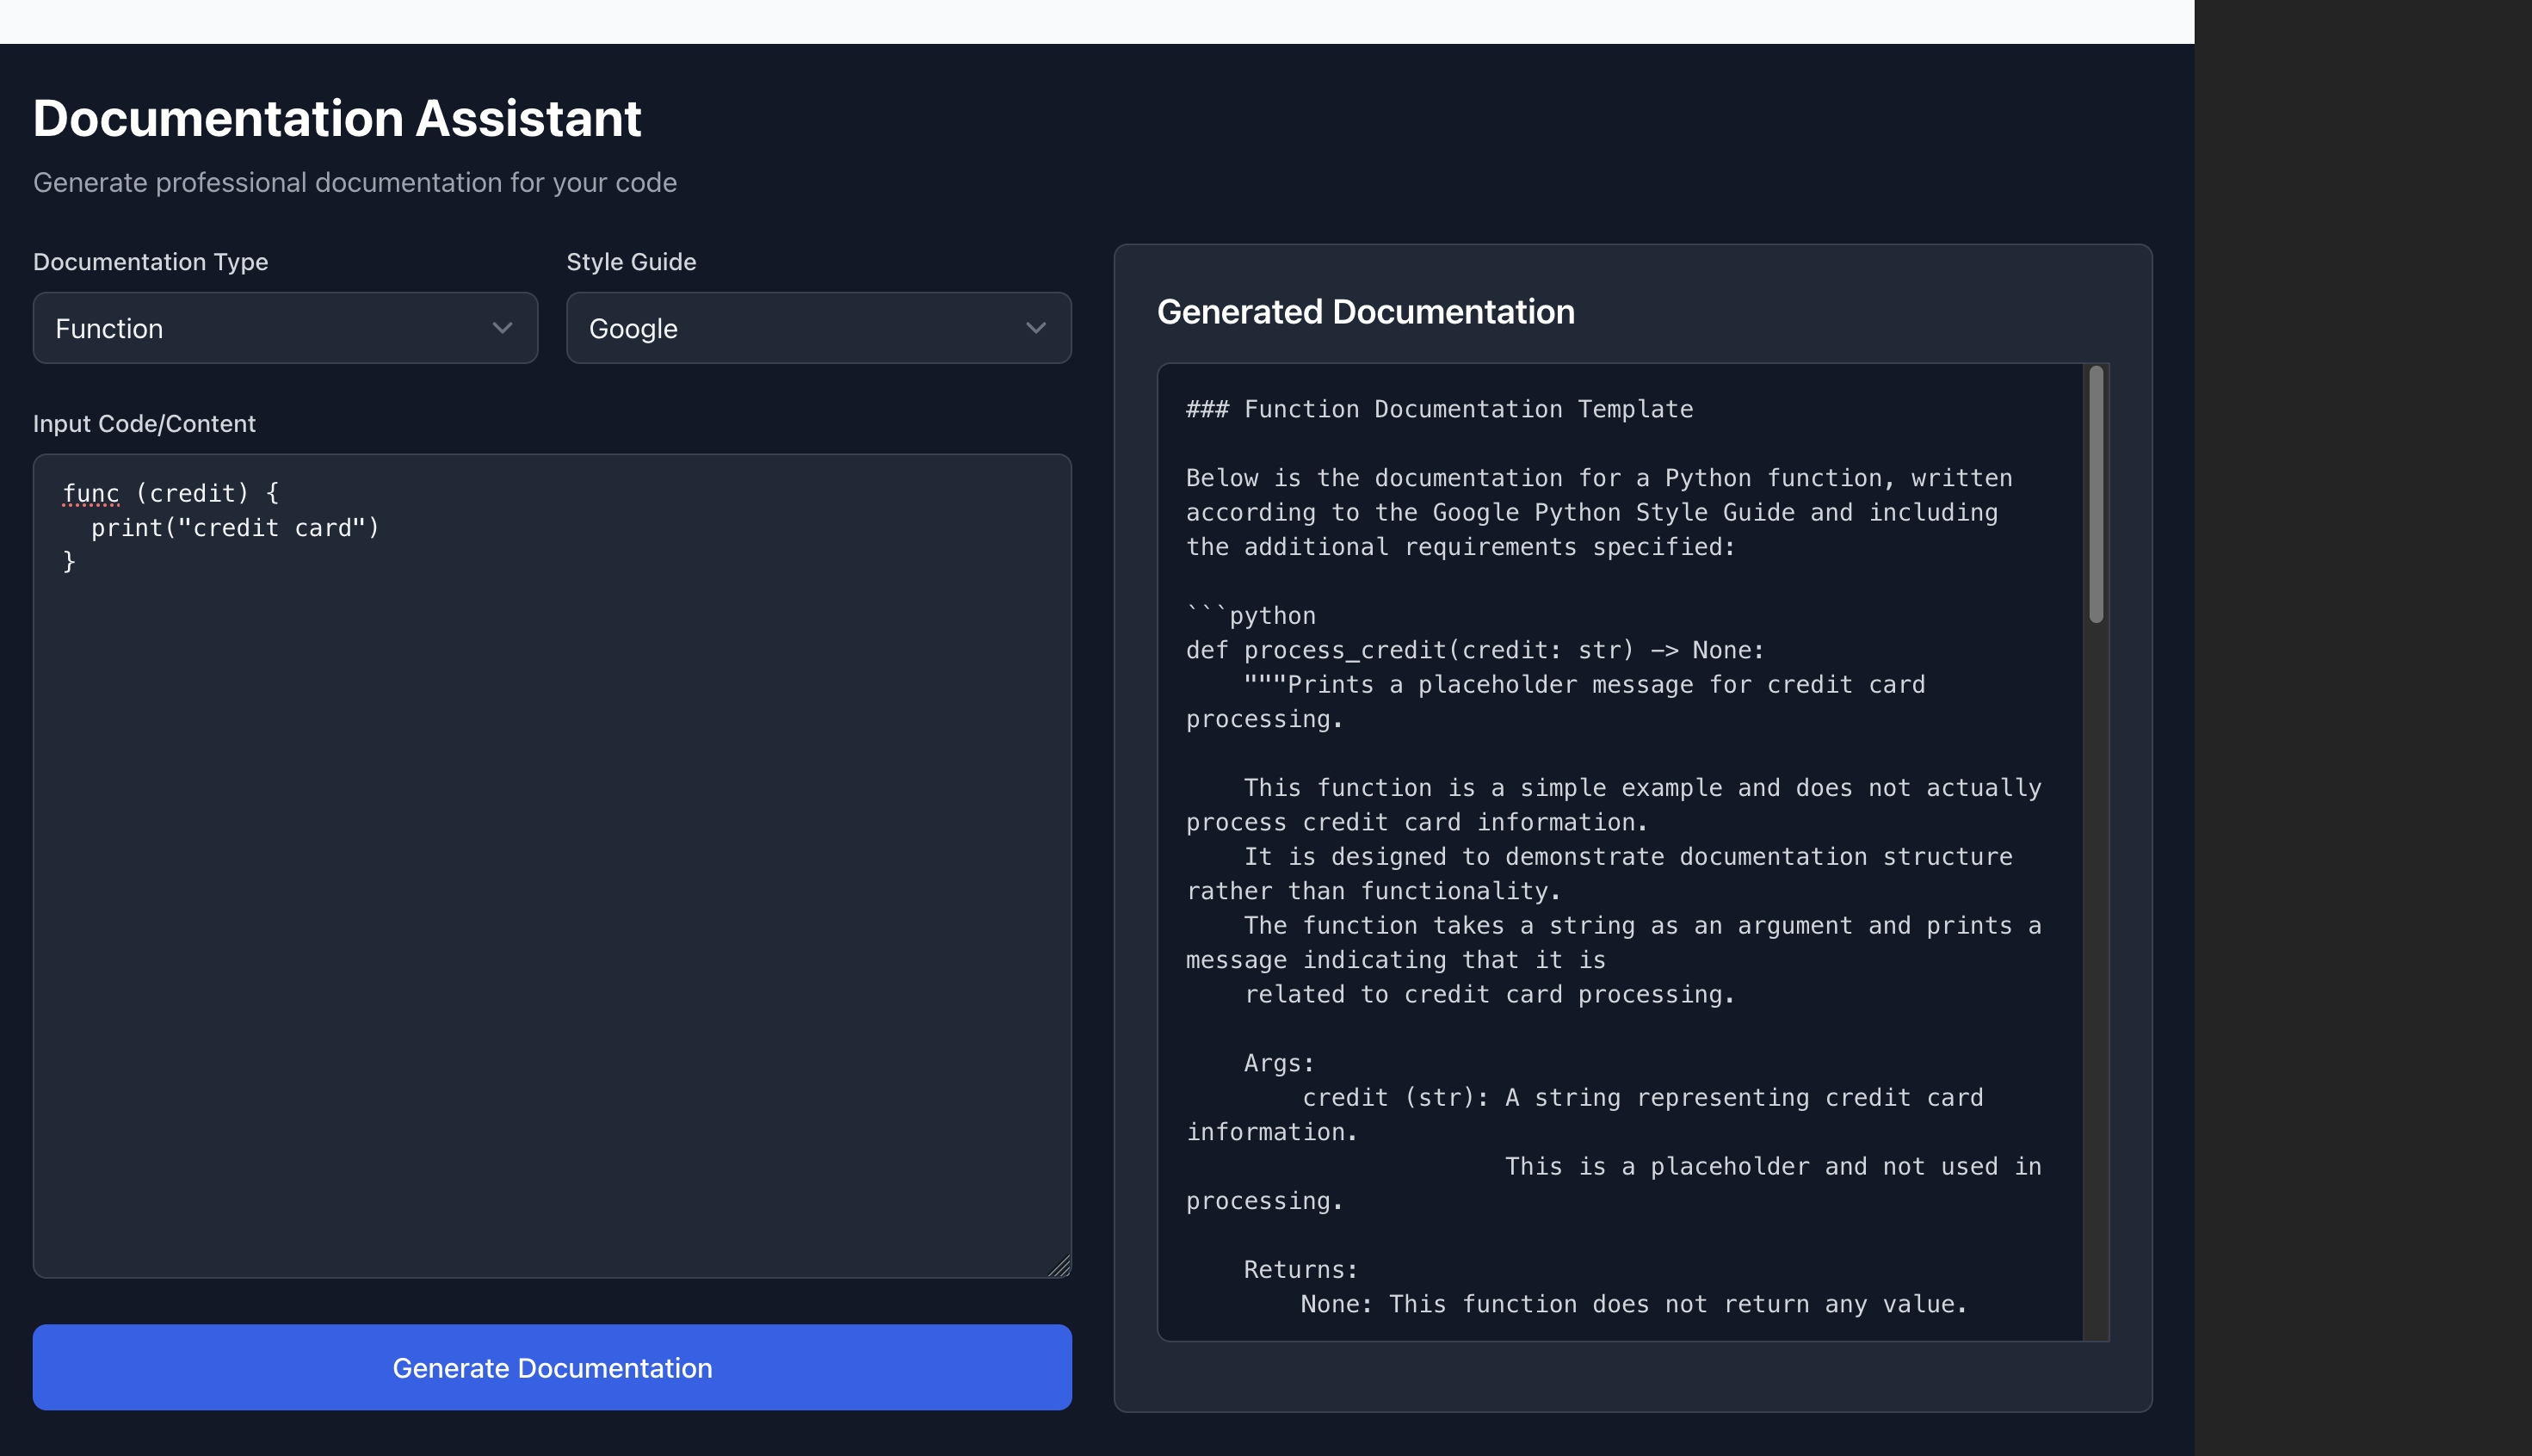 Documentation Assistant
Generate professional documentation for your code
Documentation Type
Style Guide
Function
Google
Input Code/Content
func (credit) {
  print("credit card")
}
Generate Documentation
Generated Documentation
### Function Documentation Template
Below is the documentation for a Python function, written
according to the Google Python Style Guide and including
the additional requirements specified:
```python
def process_credit(credit: str) -> None:
    """Prints a placeholder message for credit card
processing.
    This function is a simple example and does not actually
process credit card information.
    It is designed to demonstrate documentation structure
rather than functionality.
    The function takes a string as an argument and prints a
message indicating that it is
    related to credit card processing.
    Args:
        credit (str): A string representing credit card
information.
                      This is a placeholder and not used in
processing.
    Returns:
        None: This function does not return any value.